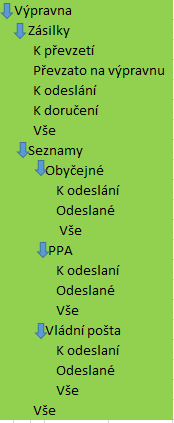 Výpravna
Zásilky
K převzetí
Převzato na výpravnu
K odeslání
K doručení
Vše
Seznamy
Obyčejné
K odeslání
Odeslané
Vše
PPA
K odeslaní
Odeslané
Vše
Vládní pošta
K odeslaní
Odeslané
Vše
Vše